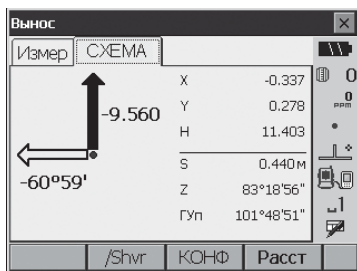 Вынос
Измер СХЕМА
X -0.337
Y 0.278
Н 11.403
S 0.440м
Z 83°18'56"
ГУп 101°48'51"
-9.560
-60°59'
0
0
PPM
1
/Shvr КОНФ Расст